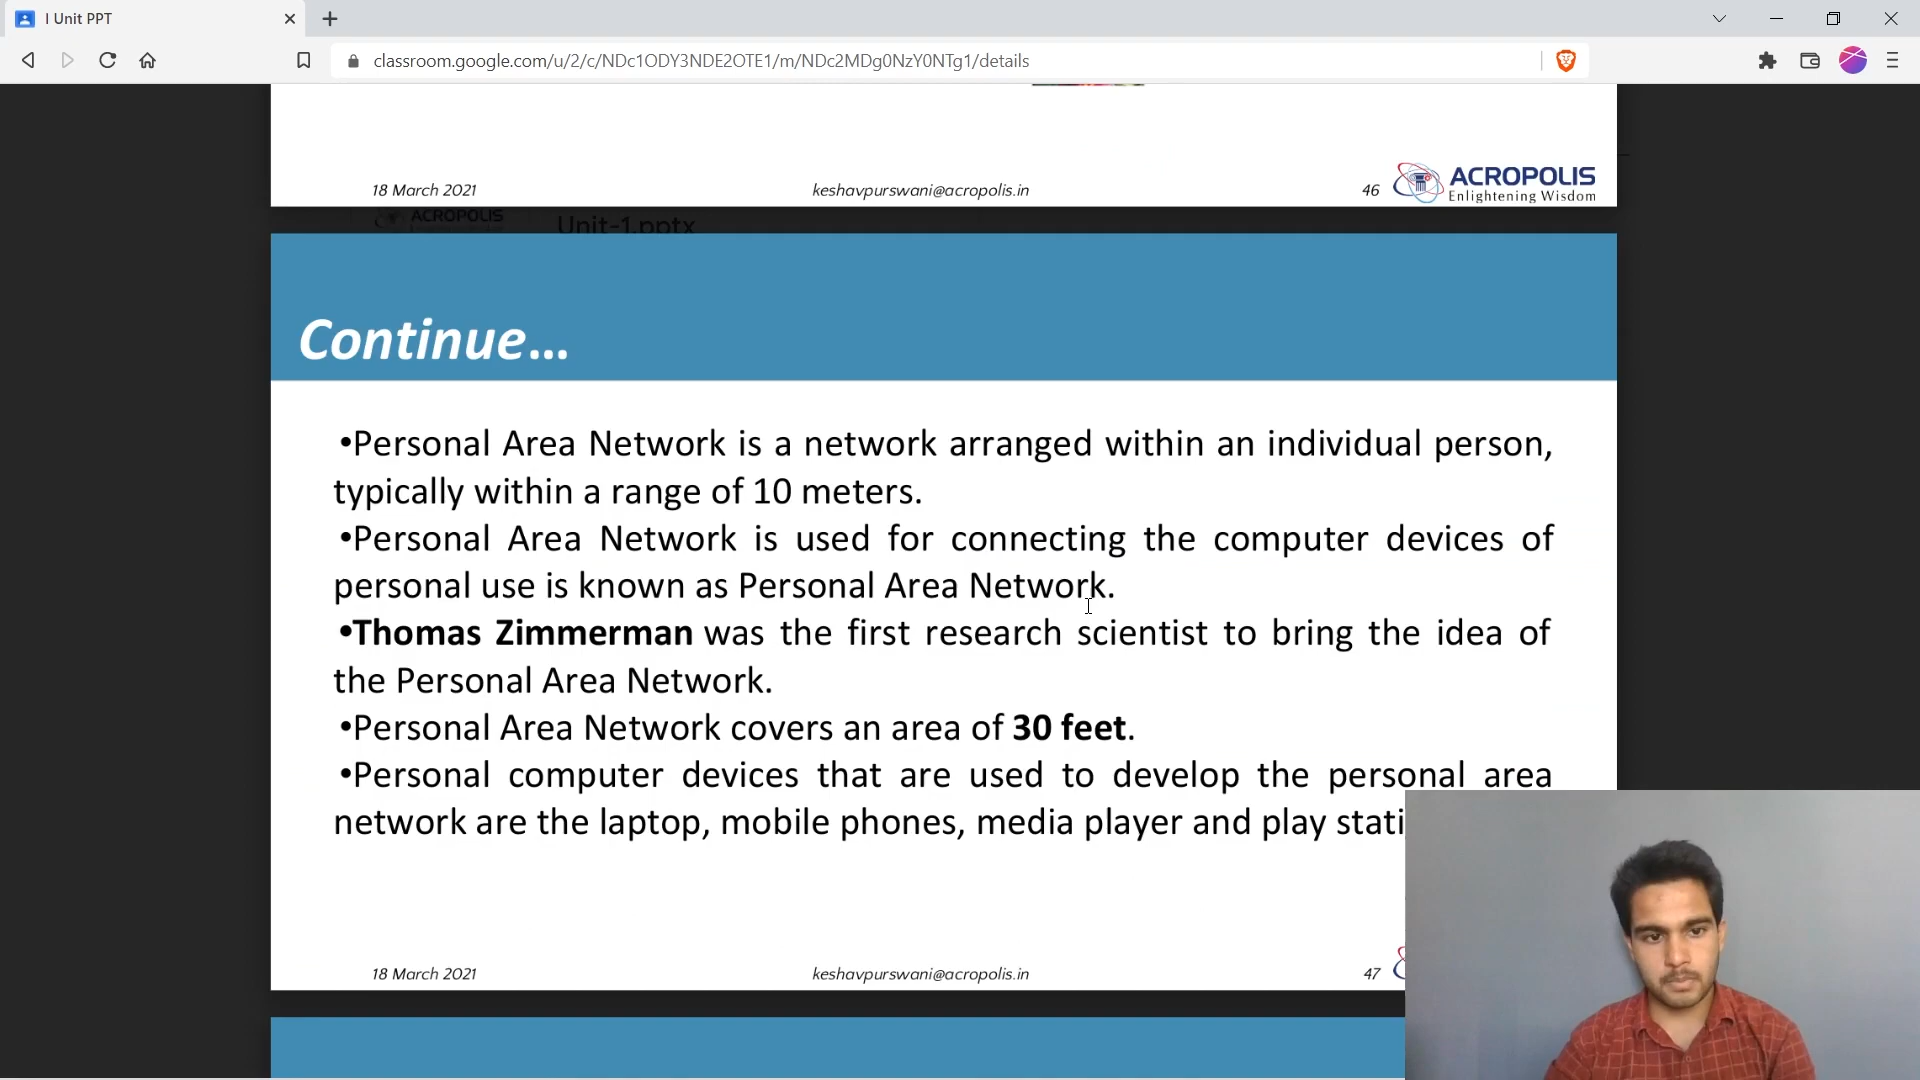 I Unit PPT
classroom.google.com/u/2/c/NDc1ODY3NDE2OTE1/m/NDc2MDg0NzY0NTg1/details
18 March 2021
keshavpurswani@acropolis.in
46
ACROPOLIS
Enlightening Wisdom
ACROPOLIS
Unit-1.pptx
Continue...
•Personal Area Network is a network arranged within an individual person,
typically within a range of 10 meters.
•Personal Area Network is used for connecting the computer devices of
personal use is known as Personal Area Network.
•Thomas Zimmerman was the first research scientist to bring the idea of
the Personal Area Network.
•Personal Area Network covers an area of 30 feet.
•Personal computer devices that are used to develop the personal area
network are the laptop, mobile phones, media player and play stati
18 March 2021
keshavpurswani@acropolis.in
47